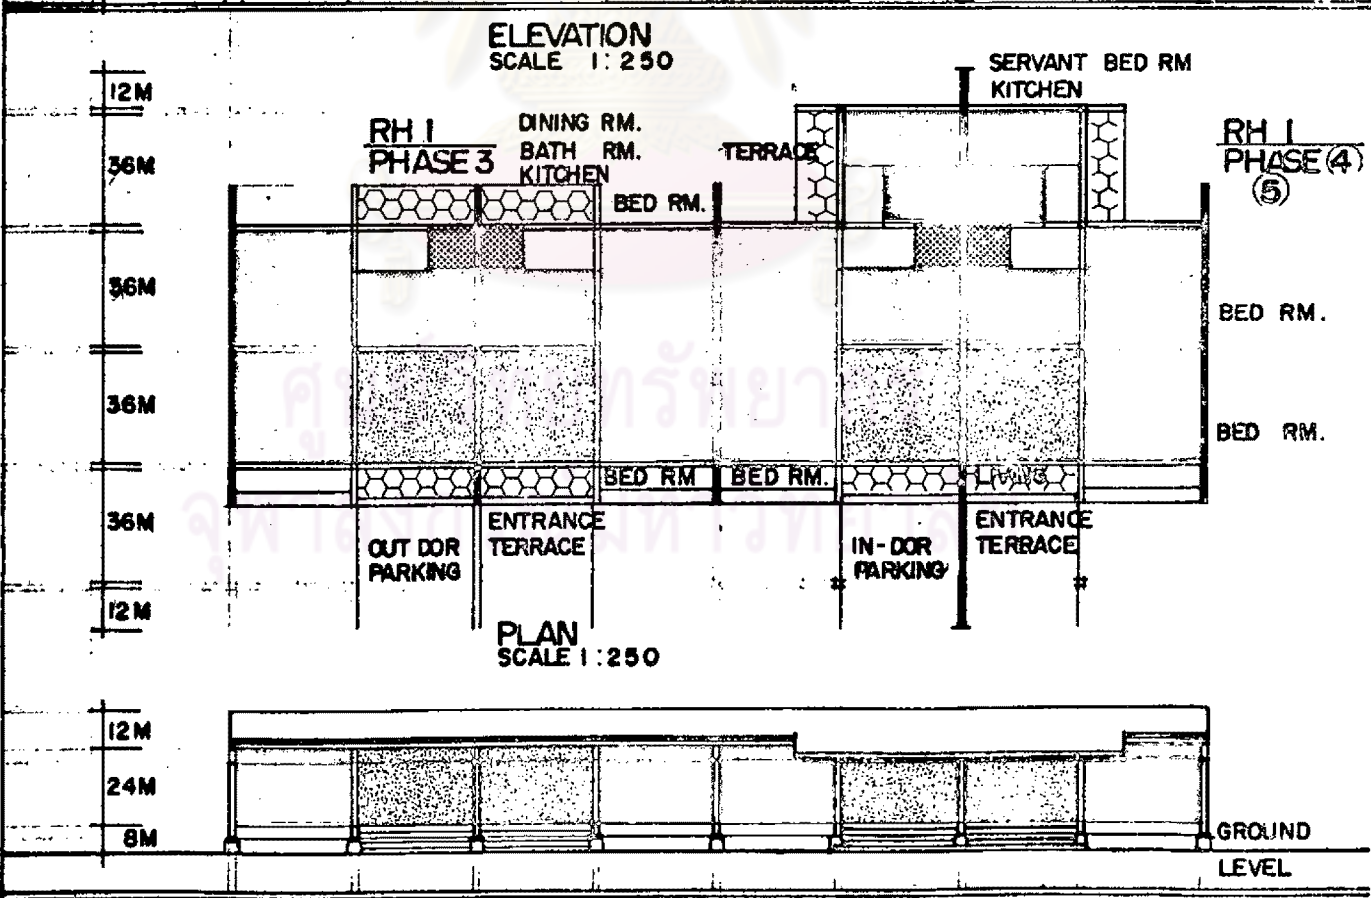 ELEVATION
SCALE 1:250
SERVANT BED RM
KITCHEN
12M
RH 1
PHASE 3
DINING RM.
BATH RM.
KITCHEN
TERRACE
RH 1
PHASE ④
⑤
36M
BED RM.
36M
BED RM.
36M
BED RM.
BED RM
BED RM.
LIVING
36M
ENTRANCE
TERRACE
OUT DOR
PARKING
IN-DOR
PARKING
ENTRANCE
TERRACE
12M
PLAN
SCALE 1:250
12M
24M
8M
GROUND
LEVEL